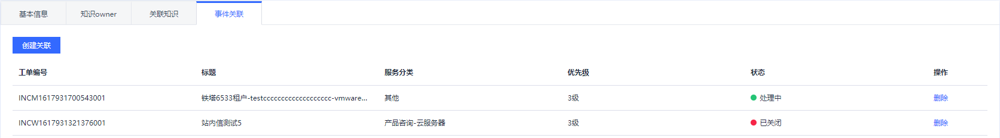 基本信息 知识owner 关联知识 事件关联
创建关联
工单编号 标题 服务分类 优先级 状态 操作
INCM1617931700543001 铁塔6533租户-testccccccccccccccccccc-vmware... 其他 3级 处理中 删除
INCW1617931321376001 站内信测试5 产品咨询-云服务器 3级 已关闭 删除